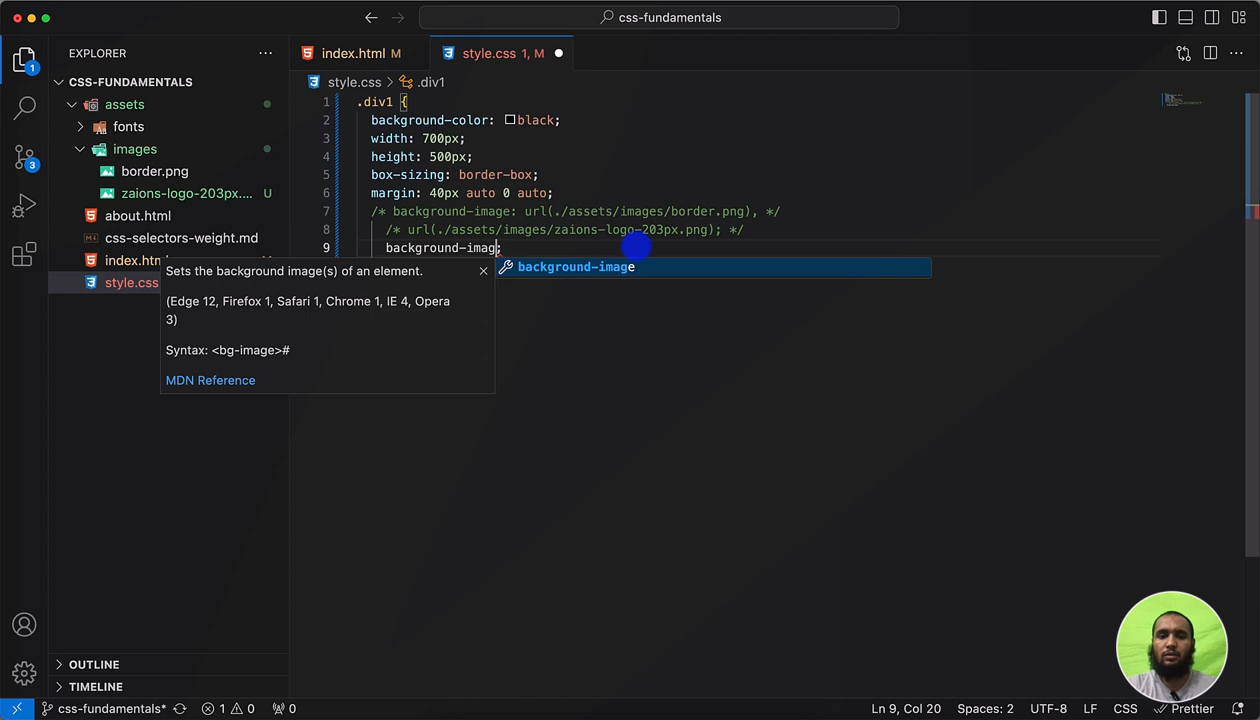 css-fundamentals
EXPLORER
CSS-FUNDAMENTALS
assets
fonts
images
border.png
zaions-logo-203px.... U
about.html
css-selectors-weight.md
index.htm
style.css
OUTLINE
TIMELINE
1
3
index.html M
style.css 1, M
style.css > .div1
1 .div1 {
2 background-color: black;
3 width: 700px;
4 height: 500px;
5 box-sizing: border-box;
6 margin: 40px auto 0 auto;
7 /* background-image: url(./assets/images/border.png), */
8 /* url(./assets/images/zaions-logo-203px.png); */
9 background-imag;
background-image
Sets the background image(s) of an element.
(Edge 12, Firefox 1, Safari 1, Chrome 1, IE 4, Opera
3)
Syntax: <bg-image>#
MDN Reference
css-fundamentals* 1 0 0
Ln 9, Col 20 Spaces: 2 UTF-8 LF CSS Prettier